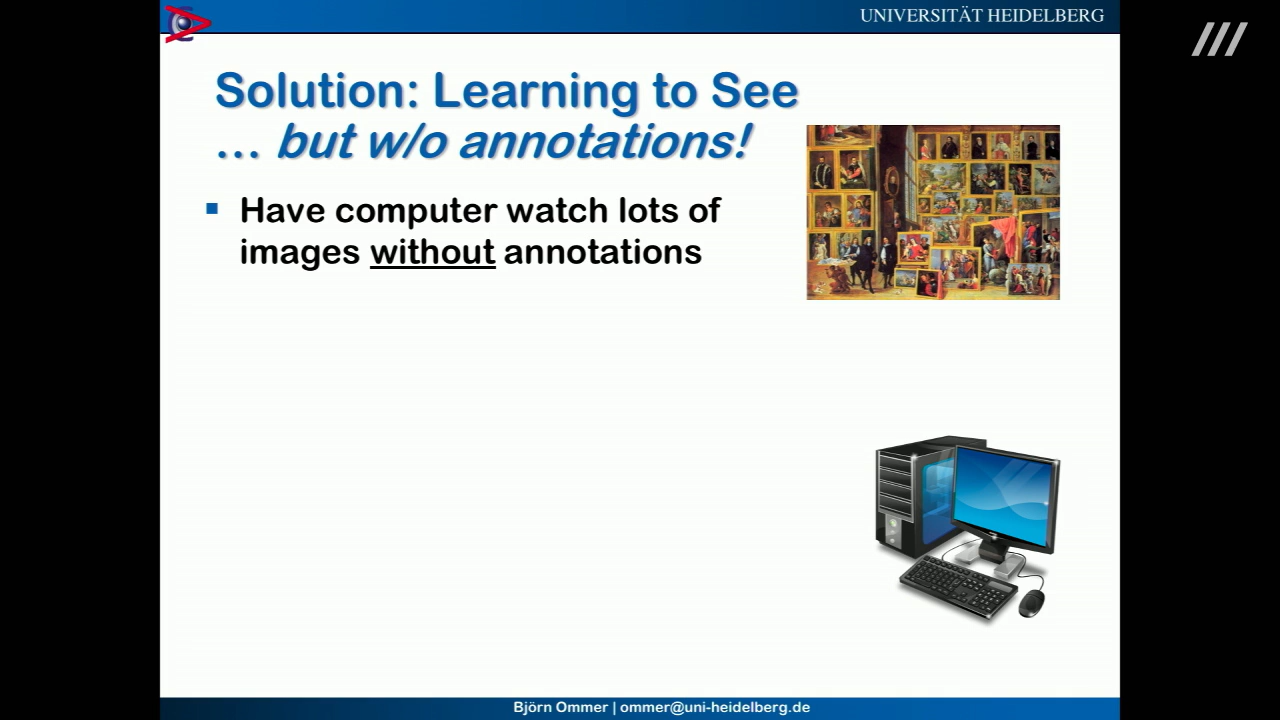 UNIVERSITÄT HEIDELBERG
Solution: Learning to See
… but w/o annotations!
Have computer watch lots of
images without annotations
Björn Ommer | ommer@uni-heidelberg.de